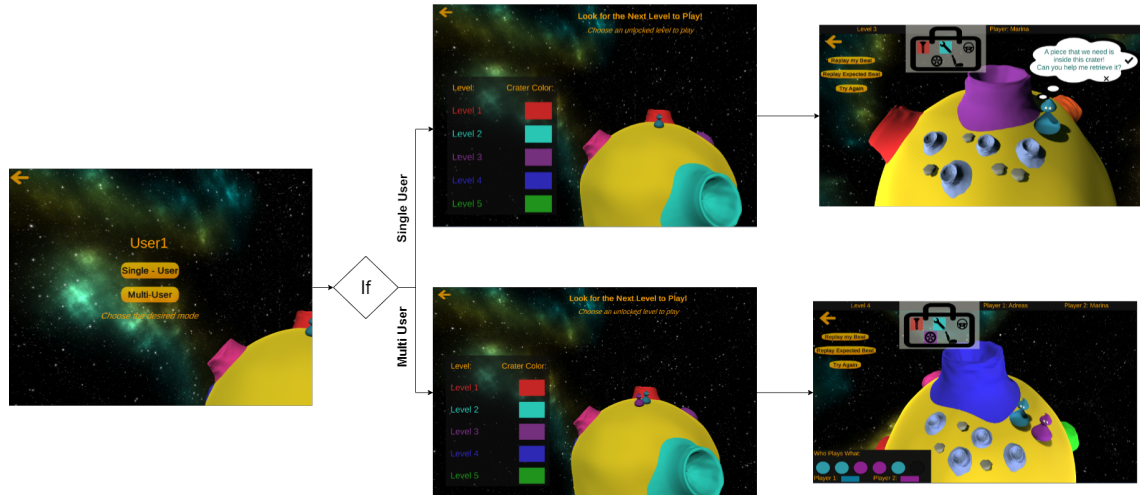 User1
Single - User
Multi-User
Choose the desired mode
If
Single User
Multi User
Look for the Next Level to Play!
Choose an unlocked level to play
Level: Crater Color:
Level 1
Level 2
Level 3
Level 4
Level 5
Level 3 Player: Marina
Replay my Beat
Replay Expected Beat
Try Again
A piece that we need is
inside this crater!
Can you help me retrieve it?
Look for the Next Level to Play!
Choose an unlocked level to play
Level: Crater Color:
Level 1
Level 2
Level 3
Level 4
Level 5
Level 4 Player 1: Adress Player 2: Marina
Replay my Beat
Replay Expected Beat
Try Again
Who Plays What:
Player 1: Player 2: